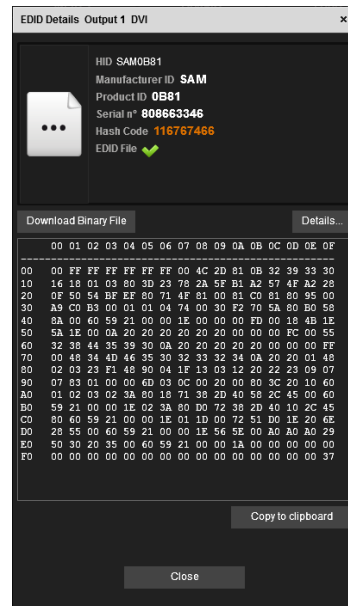 EDID Details Output 1 DVI ×
HID SAM0B81
Manufacturer ID SAM
Product ID 0B81
Serial n° 808663346
Hash Code 116767466
EDID File
Download Binary File Details...
00 01 02 03 04 05 06 07 08 09 0A 0B 0C 0D 0E 0F
00 00 FF FF FF FF FF FF 00 4C 2D 81 0B 32 39 33 30
10 16 18 01 03 80 3D 23 78 2A 5F B1 A2 57 4F A2 28
20 0F 50 54 BF EF 80 71 4F 81 00 81 C0 81 80 95 00
30 A9 C0 B3 00 01 01 04 74 00 30 F2 70 5A 80 B0 58
40 8A 00 60 59 21 00 00 1E 00 00 00 FD 00 18 4B 1E
50 5A 1E 00 0A 20 20 20 20 20 20 00 00 00 FC 00 55
60 32 38 44 35 39 30 0A 20 20 20 20 20 00 00 00 FF
70 00 48 34 4D 46 35 30 32 33 32 34 0A 20 20 01 48
80 02 03 23 F1 48 90 04 1F 13 03 12 20 22 23 09 07
90 07 83 01 00 00 6D 03 0C 00 20 00 80 3C 20 10 60
A0 01 02 03 02 3A 80 18 71 38 2D 40 58 2C 45 00 60
B0 59 21 00 00 1E 02 3A 80 D0 72 38 2D 40 10 2C 45
C0 80 60 59 21 00 00 1E 01 1D 00 72 51 D0 1E 20 6E
D0 28 55 00 60 59 21 00 00 1E 56 5E 00 A0 A0 A0 29
E0 50 30 20 35 00 60 59 21 00 00 1A 00 00 00 00 00
F0 00 00 00 00 00 00 00 00 00 00 00 00 00 00 00 37
Copy to clipboard
Close